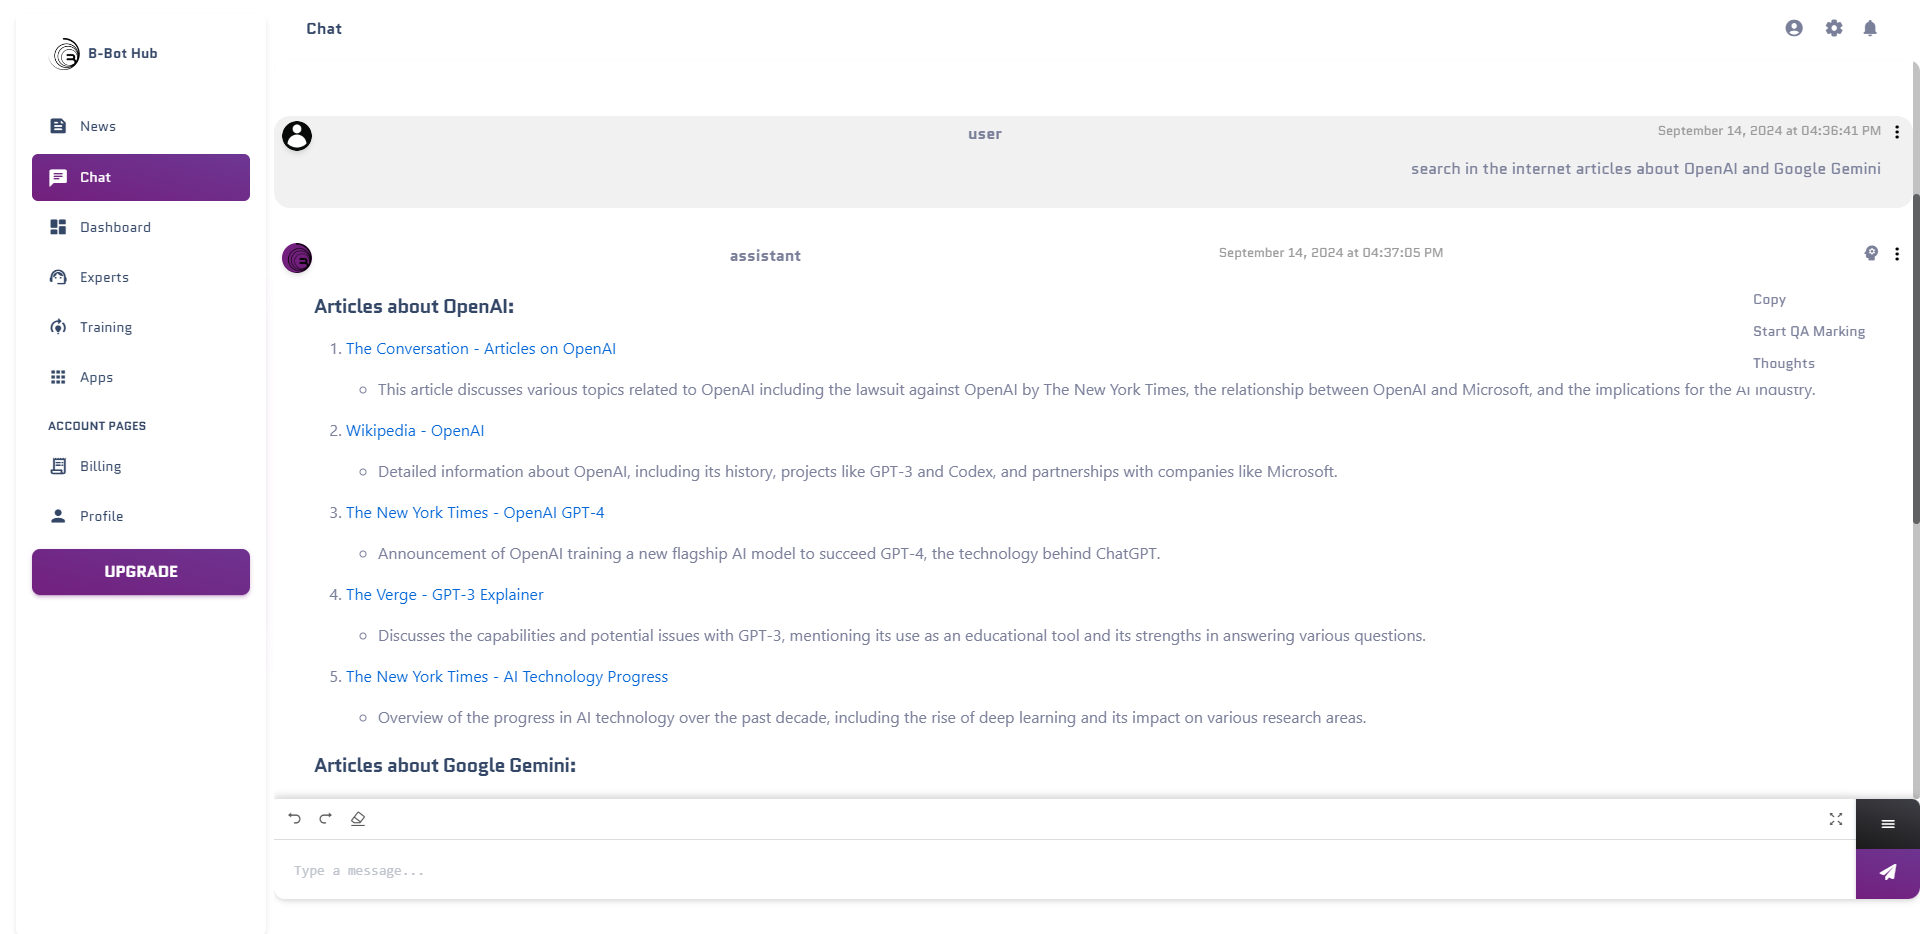 B-Bot Hub
News
Chat
Dashboard
Experts
Training
Apps
ACCOUNT PAGES
Billing
Profile
UPGRADE
Chat
user
September 14, 2024 at 04:36:41 PM
search in the internet articles about OpenAI and Google Gemini
assistant
September 14, 2024 at 04:37:05 PM
Copy
Start QA Marking
Thoughts
Articles about OpenAI:
1. The Conversation - Articles on OpenAI
This article discusses various topics related to OpenAI including the lawsuit against OpenAI by The New York Times, the relationship between OpenAI and Microsoft, and the implications for the AI industry.
2. Wikipedia - OpenAI
Detailed information about OpenAI, including its history, projects like GPT-3 and Codex, and partnerships with companies like Microsoft.
3. The New York Times - OpenAI GPT-4
Announcement of OpenAI training a new flagship AI model to succeed GPT-4, the technology behind ChatGPT.
4. The Verge - GPT-3 Explainer
Discusses the capabilities and potential issues with GPT-3, mentioning its use as an educational tool and its strengths in answering various questions.
5. The New York Times - AI Technology Progress
Overview of the progress in AI technology over the past decade, including the rise of deep learning and its impact on various research areas.
Articles about Google Gemini:
Type a message...